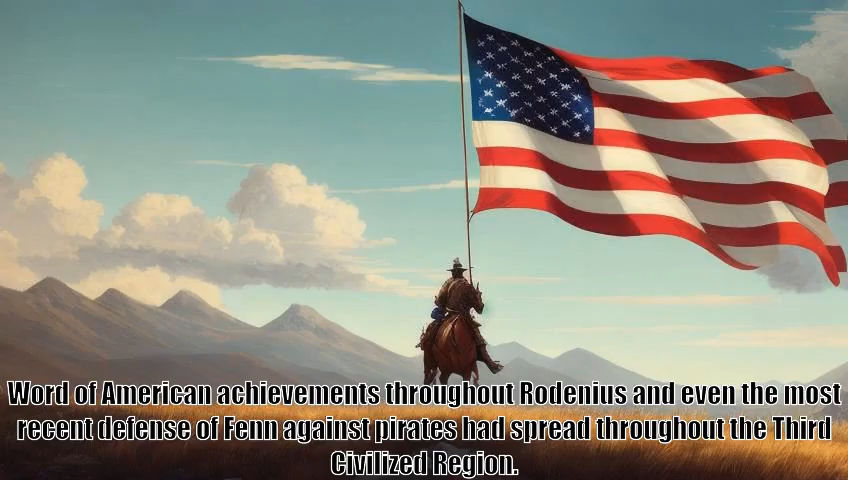 Word of American achievements throughout Rodenius and even the most
recent defense of Fenn against pirates had spread throughout the Third
Civilized Region.